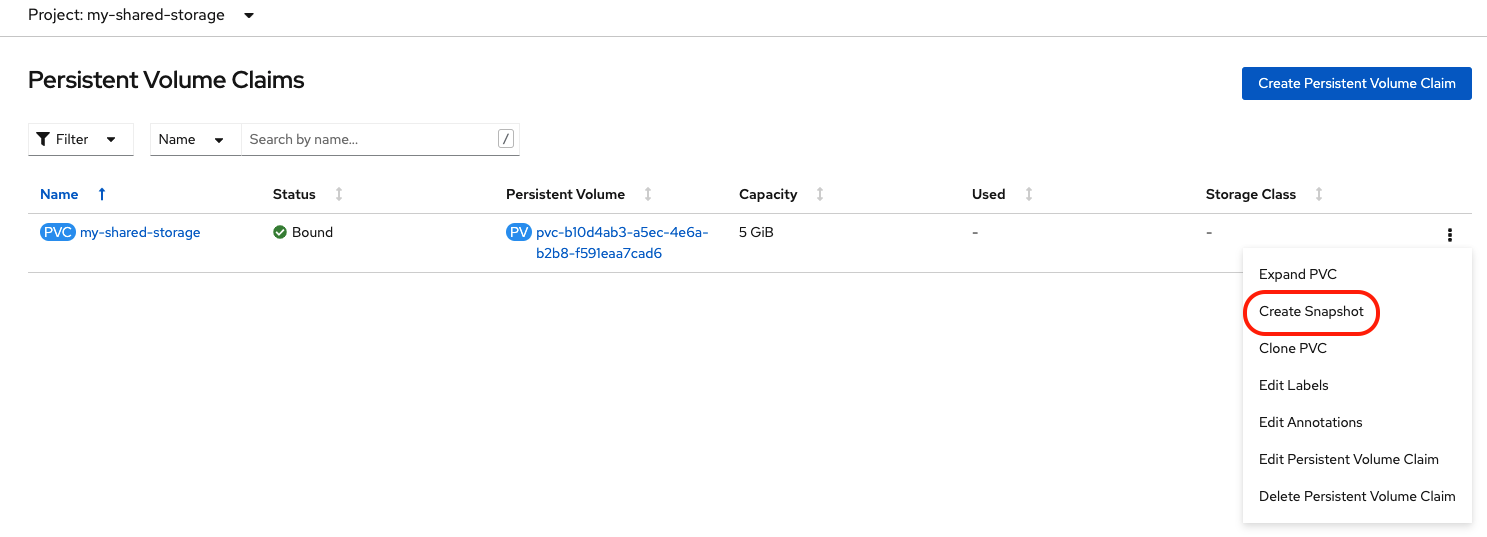 Project: my-shared-storage
Persistent Volume Claims
Create Persistent Volume Claim
Filter
Name
Search by name...
/
Name Status Persistent Volume Capacity Used Storage Class
PVC my-shared-storage Bound PV pvc-b10d4ab3-a5ec-4e6a- 5 GiB - -
b2b8-f591eaa7cad6
Expand PVC
Create Snapshot
Clone PVC
Edit Labels
Edit Annotations
Edit Persistent Volume Claim
Delete Persistent Volume Claim